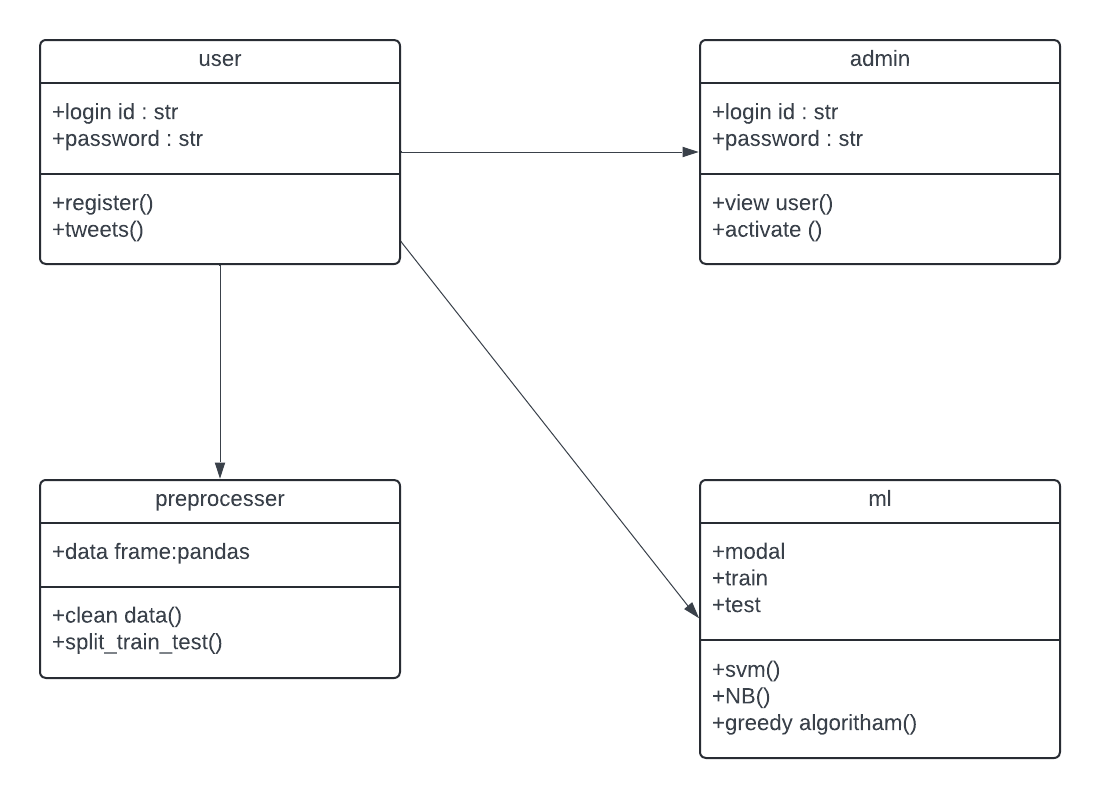 user
+login id : str
+password : str
+register()
+tweets()
admin
+login id : str
+password : str
+view user()
+activate ()
preprocesser
+data frame:pandas
+clean data()
+split_train_test()
ml
+modal
+train
+test
+svm()
+NB()
+greedy algoritham()